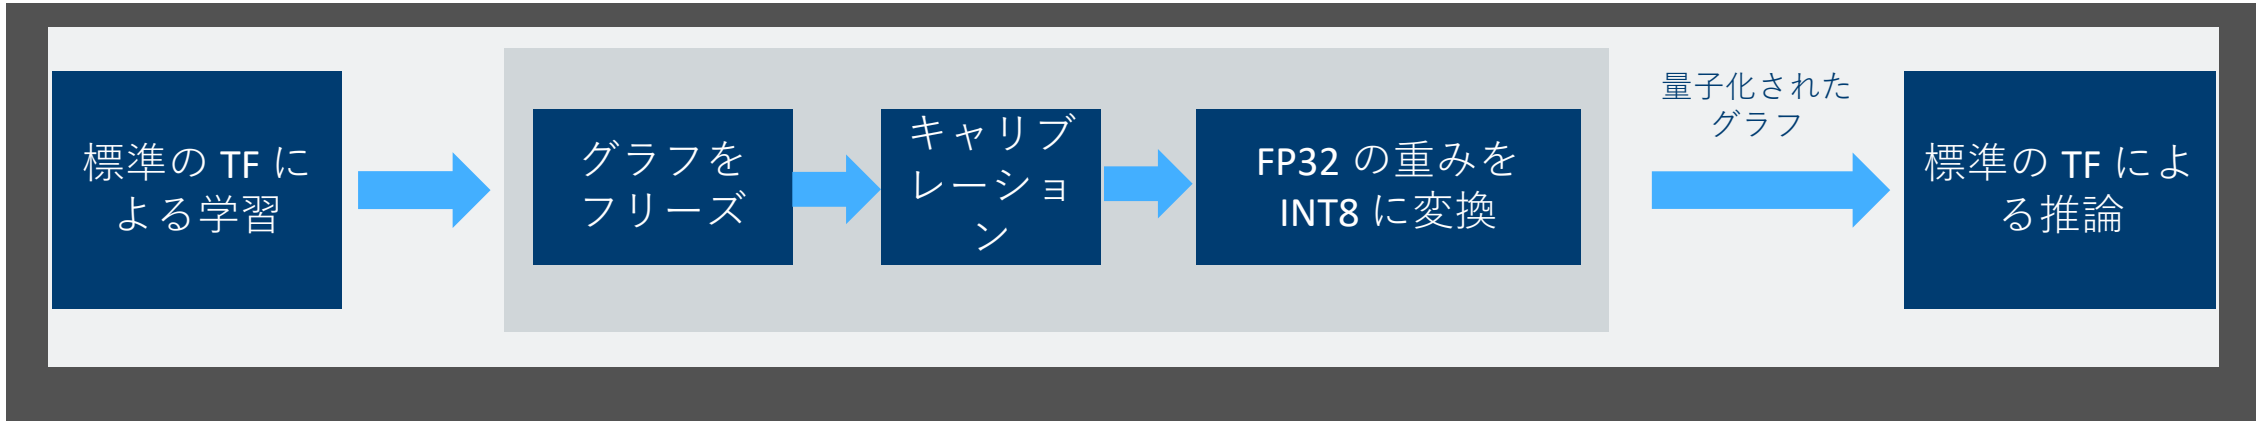 標準の TF に
よる学習
グラフを
フリーズ
キャリブ
レーショ
ン
FP32 の重みを
INT8 に変換
量子化された
グラフ
標準の TF によ
る推論